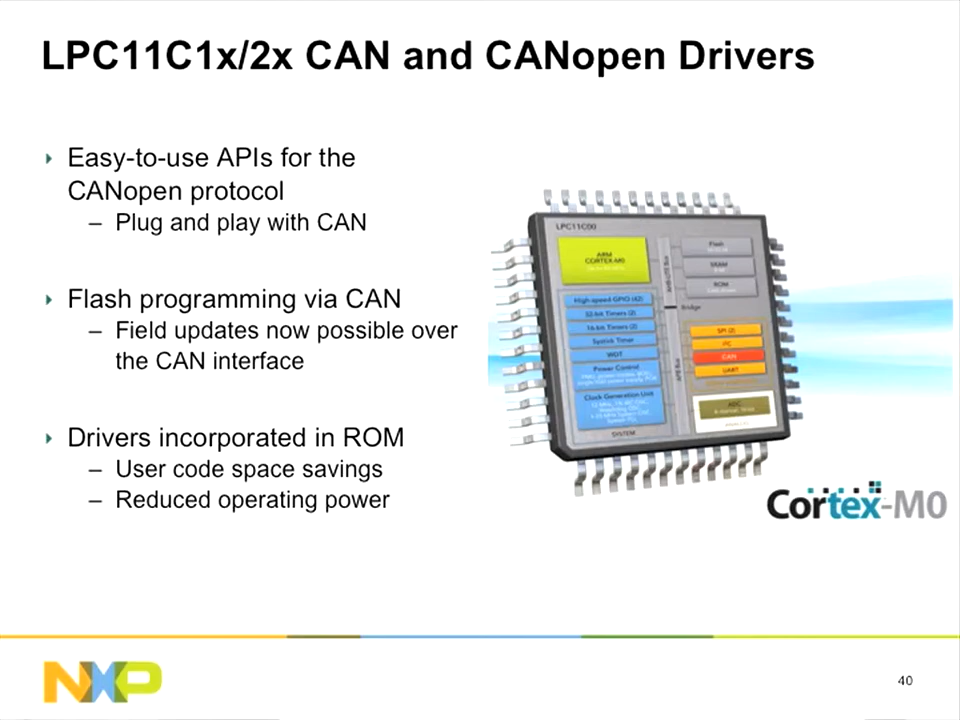 LPC11C1x/2x CAN and CANopen Drivers
Easy-to-use APIs for the
CANopen protocol
– Plug and play with CAN
Flash programming via CAN
– Field updates now possible over
the CAN interface
Drivers incorporated in ROM
– User code space savings
– Reduced operating power
LPC11C00
ARM
CORTEX-M0
High-speed GPIO (42)
32-bit Timers (2)
16-bit Timers (2)
Systick Timer
WDT
Power Control
Clock Generation Unit
SYSTEM
Flash
SRAM
ROM
Bridge
APB Bus
SPI (2)
I²C
CAN
UART
ADC
Cortex-M0
NXP
40